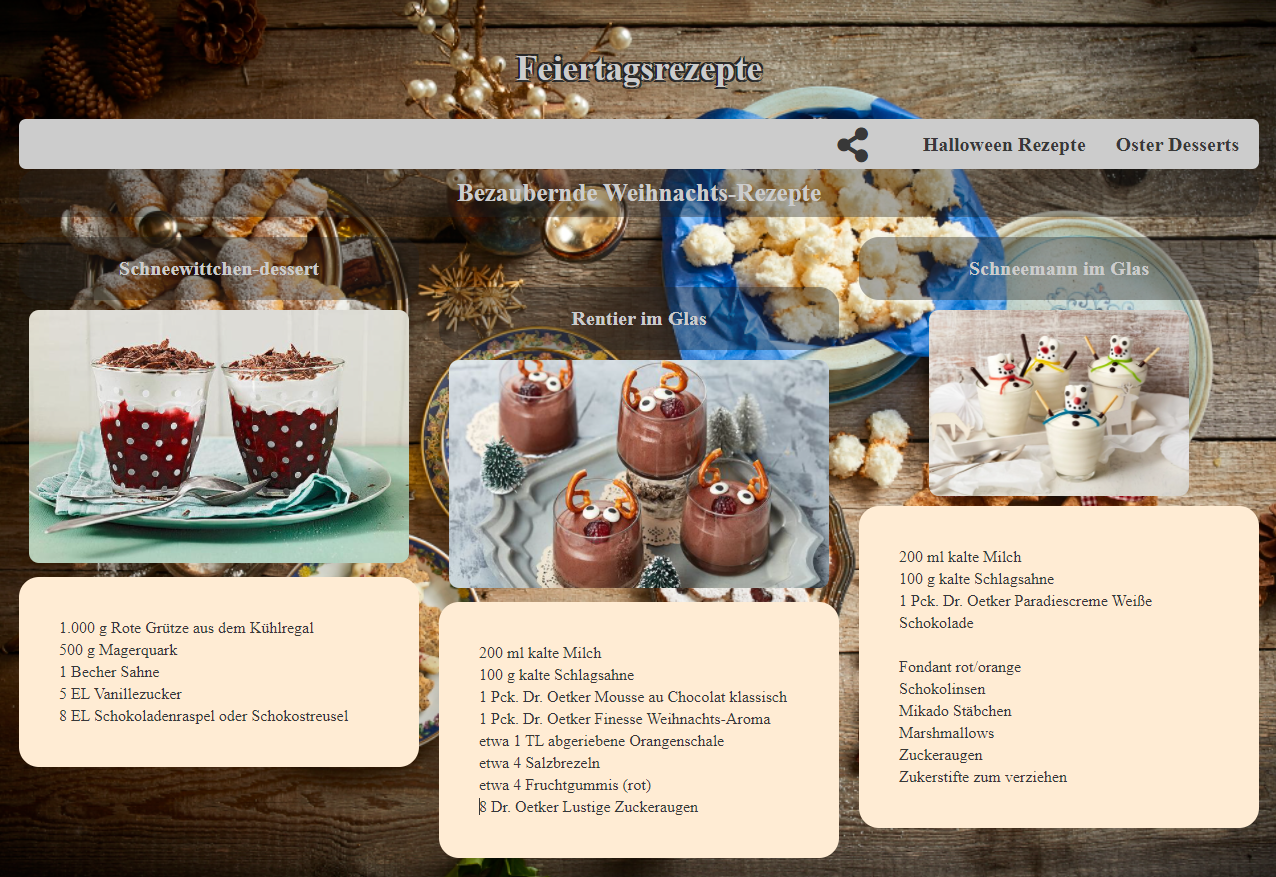 Feiertagsrezepte
Halloween Rezepte
Oster Desserts
Bezaubernde Weihnachts-Rezepte
Schneewittchen-dessert
1.000 g Rote Grütze aus dem Kühlregal
500 g Magerquark
1 Becher Sahne
5 EL Vanillezucker
8 EL Schokoladenraspel oder Schokostreusel
Rentier im Glas
200 ml kalte Milch
100 g kalte Schlagsahne
1 Pck. Dr. Oetker Mousse au Chocolat klassisch
1 Pck. Dr. Oetker Finesse Weihnachts-Aroma
etwa 1 TL abgeriebene Orangenschale
etwa 4 Salzbrezeln
etwa 4 Fruchtgummis (rot)
8 Dr. Oetker Lustige Zuckeraugen
Schneemann im Glas
200 ml kalte Milch
100 g kalte Schlagsahne
1 Pck. Dr. Oetker Paradiescreme Weiße
Schokolade
Fondant rot/orange
Schokolinsen
Mikado Stäbchen
Marshmallows
Zuckeraugen
Zukerstifte zum verziehen